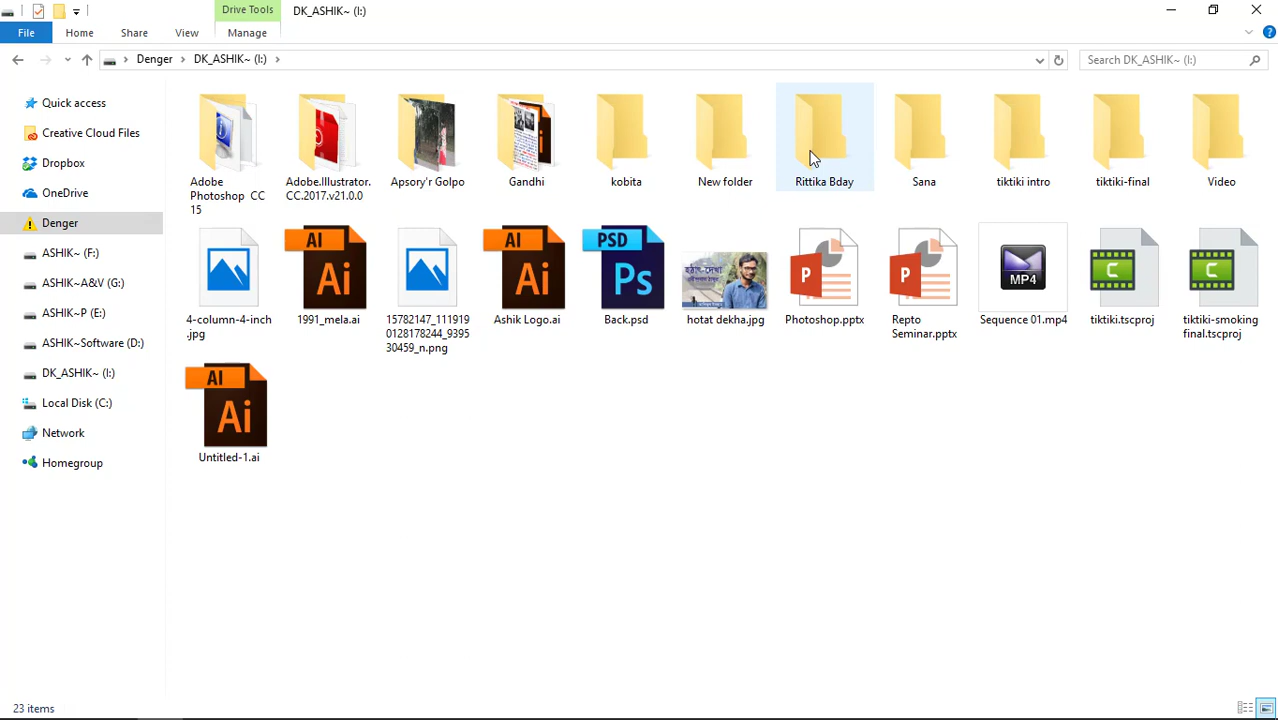 Drive Tools
DK_ASHIK~ (I:)
File
Home
Share
View
Manage
Denger
DK_ASHIK~ (I:)
Search DK_ASHIK~ (I:)
Quick access
Creative Cloud Files
Dropbox
OneDrive
Denger
ASHIK~ (F:)
ASHIK~A&V (G:)
ASHIK~P (E:)
ASHIK~Software (D:)
DK_ASHIK~ (I:)
Local Disk (C:)
Network
Homegroup
Adobe
Photoshop CC
15
Adobe.Illustrator.
CC.2017.v21.0.0
Apsory'r Golpo
Gandhi
kobita
New folder
Rittika Bday
Sana
tiktiki intro
tiktiki-final
Video
4-column-4-inch
.jpg
AI
Ai
1991_mela.ai
15782147_111919
0128178244_9395
30459_n.png
AI
Ai
Ashik Logo.ai
PSD
Ps
Back.psd
হঠাৎ-দেখা
hotat dekha.jpg
P
Photoshop.pptx
P
Repto
Seminar.pptx
MP4
Sequence 01.mp4
C
tiktiki.tscproj
C
tiktiki-smoking
final.tscproj
AI
Ai
Untitled-1.ai
23 items